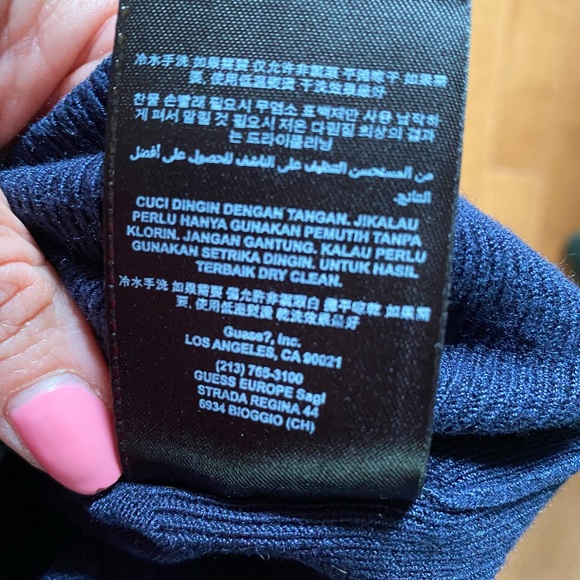 冷水手洗 如果需要 仅允许非氯漂 平摊晾干 如果需
要, 使用低温熨烫 干洗效果最好
찬물 손빨래 필요시 무염소 표백제만 사용 납작하
게 펴서 말릴 것 필요시 저온 다림질 최상의 결과
는 드라이클리닝
من المستحسن التنظيف على الناشف للحصول على أفضل
النتائج.
CUCI DINGIN DENGAN TANGAN. JIKALAU
PERLU HANYA GUNAKAN PEMUTIH TANPA
KLORIN. JANGAN GANTUNG. KALAU PERLU
GUNAKAN SETRIKA DINGIN. UNTUK HASIL
TERBAIK DRY CLEAN.
冷水手洗 如果需要 僅允許非氯漂白 攤平晾乾 如果需
要, 使用低溫熨燙 乾洗效果最好
Guess?, Inc.
LOS ANGELES, CA 90021
(213) 765-3100
GUESS EUROPE Sagl
STRADA REGINA 44
6934 BIOGGIO (CH)